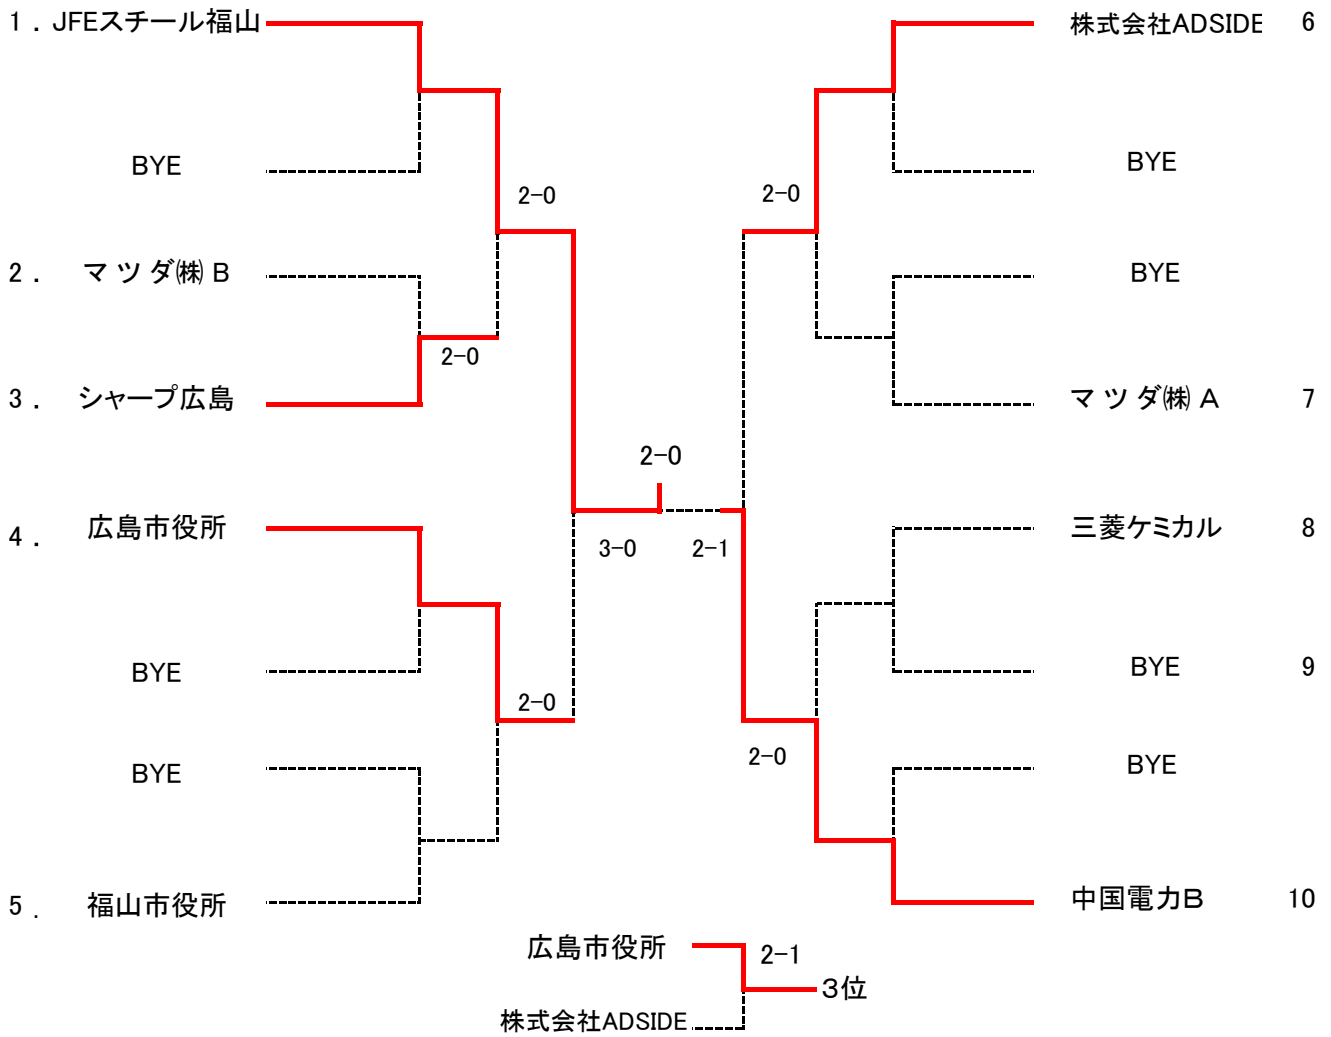 1 . JFEスチール福山
株式会社ADSIDE 6
BYE
BYE
2-0
2-0
2 . マ ツ ダ㈱ B
BYE
2-0
3 . シャープ広島
マ ツ ダ㈱ A 7
2-0
4 . 広島市役所
三菱ケミカル 8
3-0
2-1
BYE
BYE 9
2-0
2-0
BYE
BYE
5 . 福山市役所
中国電力B 10
広島市役所
2-1
3位
株式会社ADSIDE